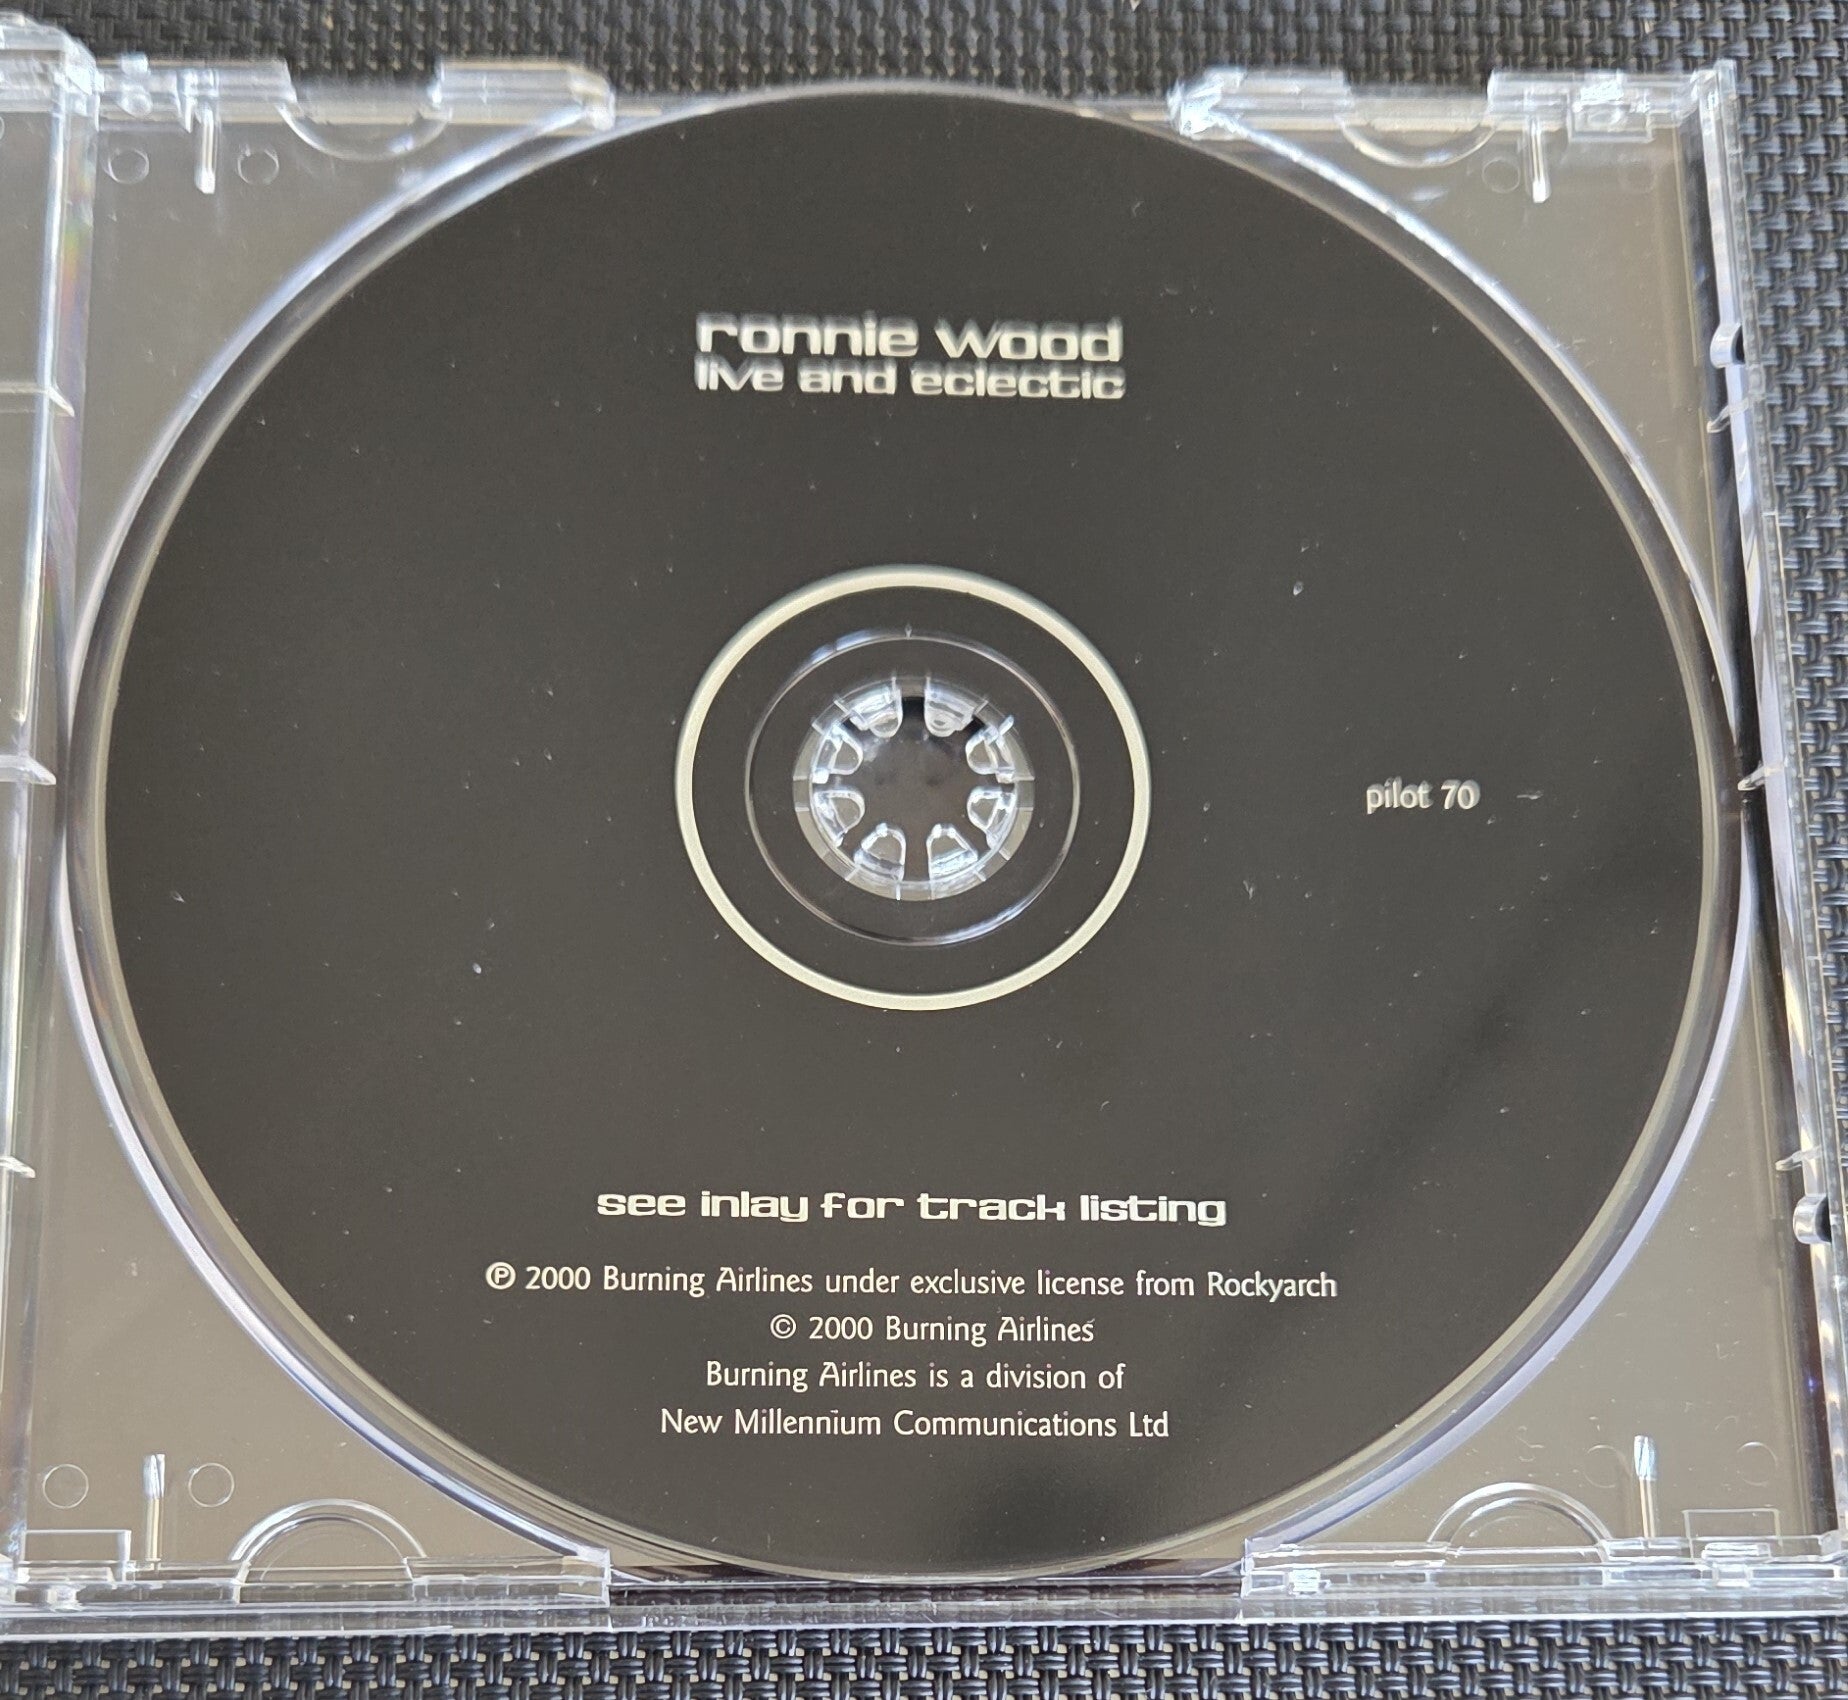 ronnie wood
live and eclectic
pilot 70
see inlay for track listing
℗ 2000 Burning Airlines under exclusive license from Rockyarch
© 2000 Burning Airlines
Burning Airlines is a division of
New Millennium Communications Ltd